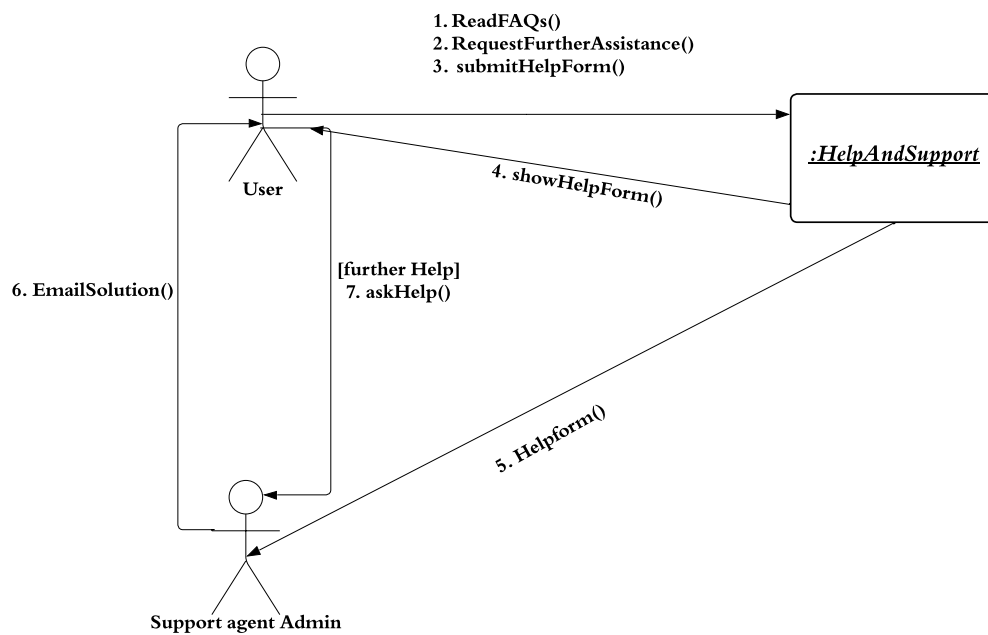 1. ReadFAQs()
2. RequestFurtherAssistance()
3. submitHelpForm()
:HelpAndSupport
4. showHelpForm()
User
[further Help]
7. askHelp()
6. EmailSolution()
5. Helpform()
Support agent Admin